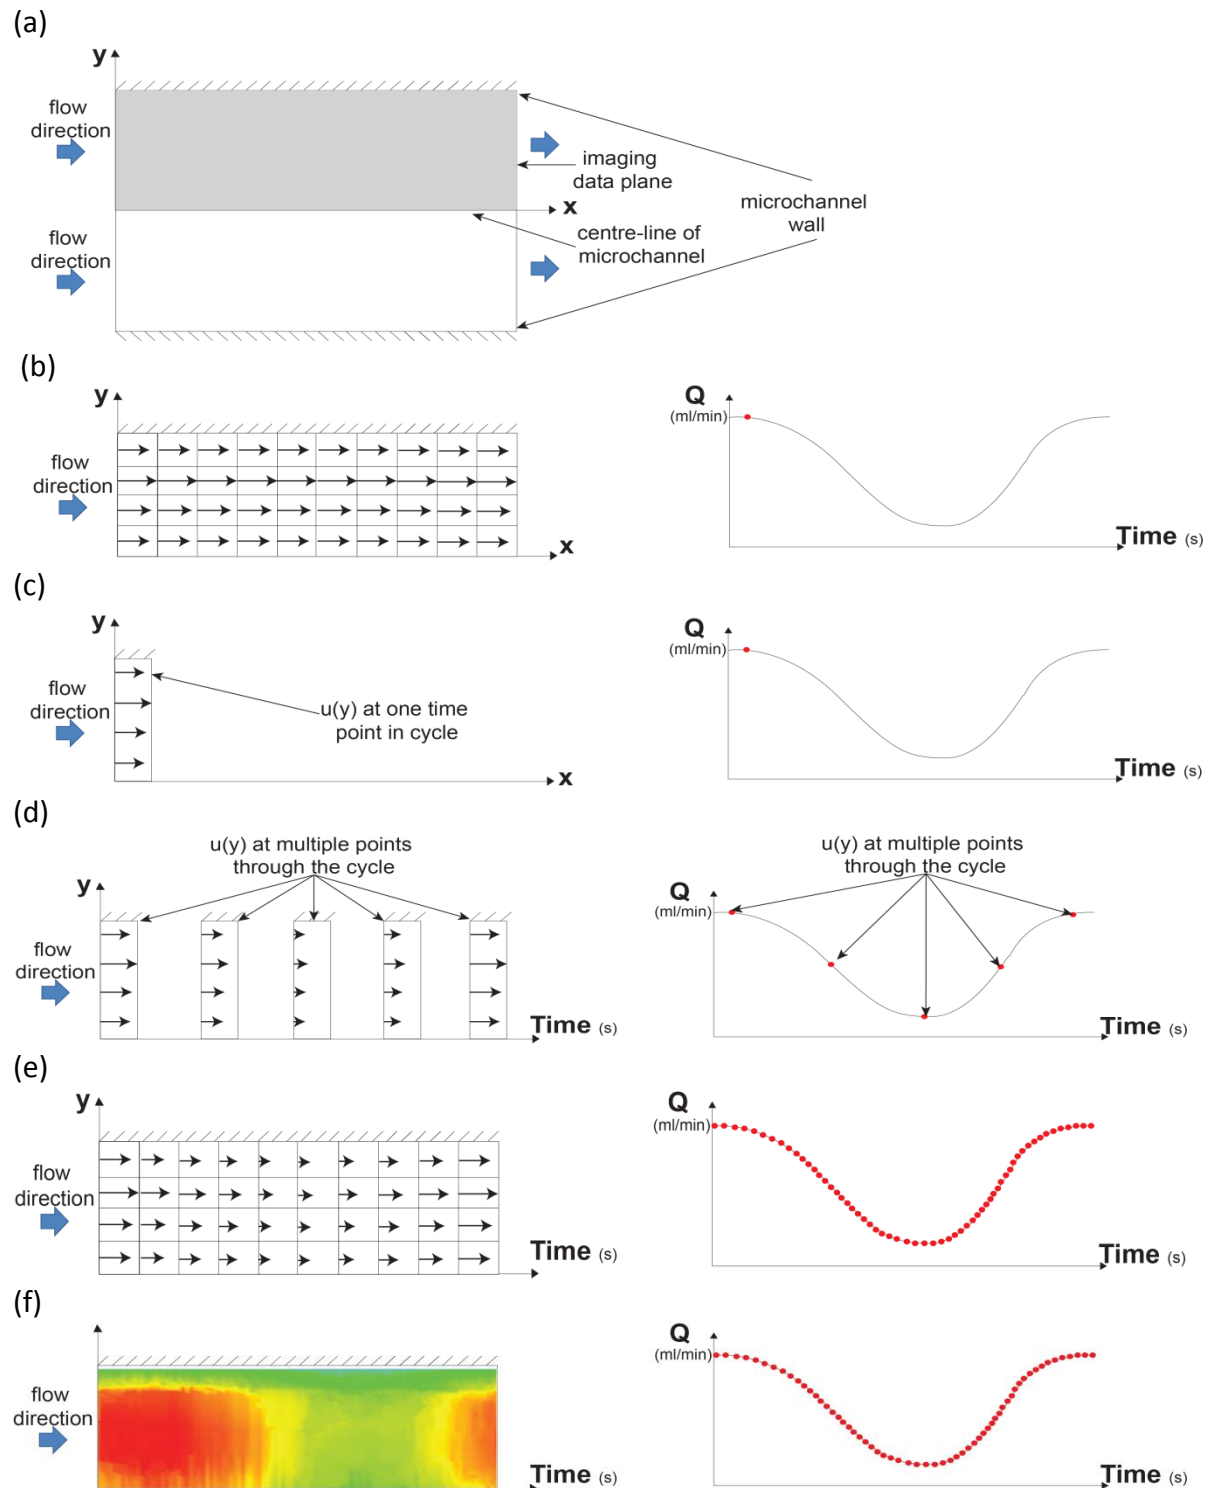 (a)
y
flow
direction
imaging
data plane
x
microchannel
wall
flow
direction
centre-line of
microchannel
(b)
y
flow
direction
x
Q
(ml/min)
Time (s)
(c)
y
flow
direction
u(y) at one time
point in cycle
x
Q
(ml/min)
Time (s)
(d)
u(y) at multiple points
through the cycle
y
flow
direction
Time (s)
u(y) at multiple points
through the cycle
Q
(ml/min)
Time (s)
(e)
y
flow
direction
Time (s)
Q
(ml/min)
Time (s)
(f)
flow
direction
Time (s)
Q
(ml/min)
Time (s)